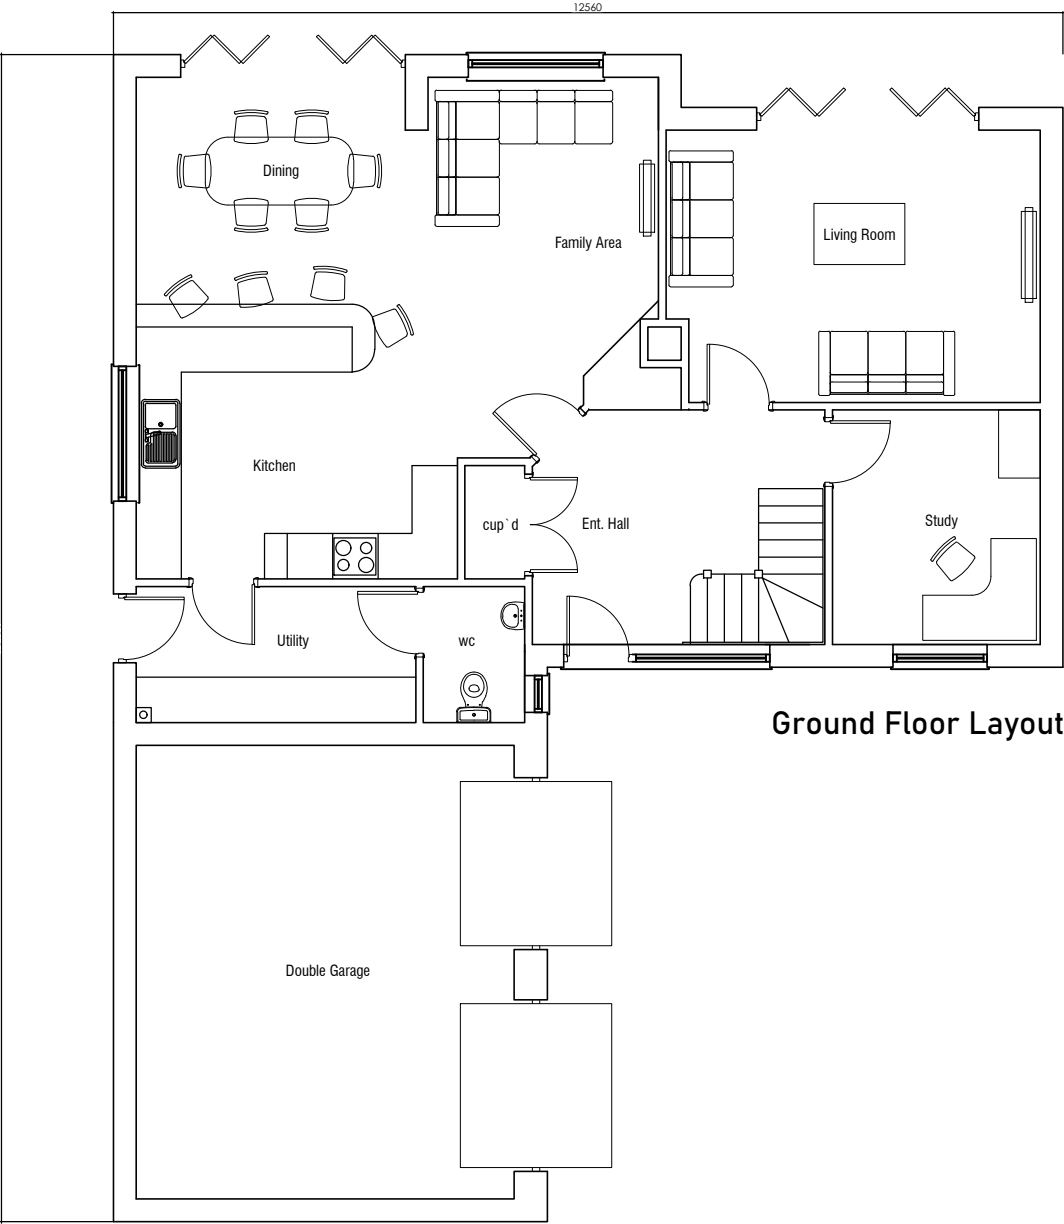 12560
Dining
Family Area
Living Room
Kitchen
cup`d
Ent. Hall
Study
Utility
wc
Ground Floor Layout
Double Garage